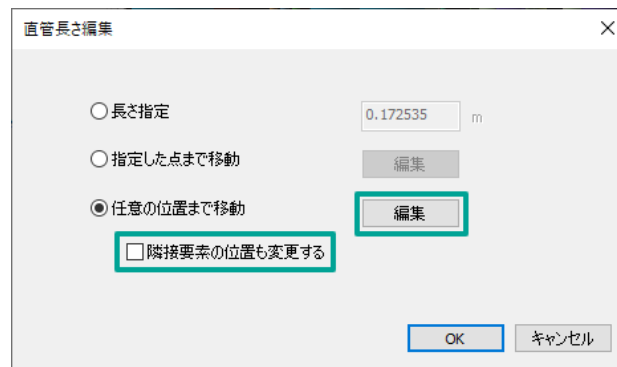 直管長さ編集
長さ指定 0.172535 m
指定した点まで移動 編集
任意の位置まで移動 編集
隣接要素の位置も変更する
OK キャンセル